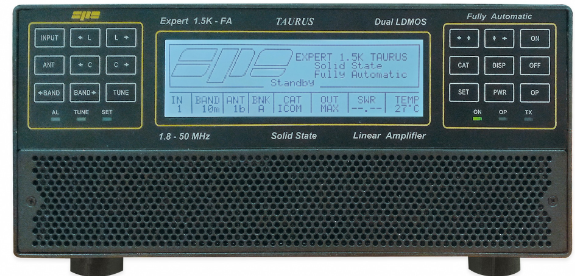 spe
Expert 1.5K - FA TAURUS Dual LDMOS
Fully Automatic
INPUT ← L L →
ANT ← C C →
◄BAND BAND► TUNE
AL TUNE SET
spe
EXPERT 1.5K TAURUS
Solid State
Fully Automatic
Standby
IN BAND ANT BNK CAT OUT SWR TEMP
1 10m 1b A ICOM MAX --.-- 27°C
ON
CAT DISP OFF
SET PWR OP
ON OP TX
1.8 - 50 MHz Solid State Linear Amplifier